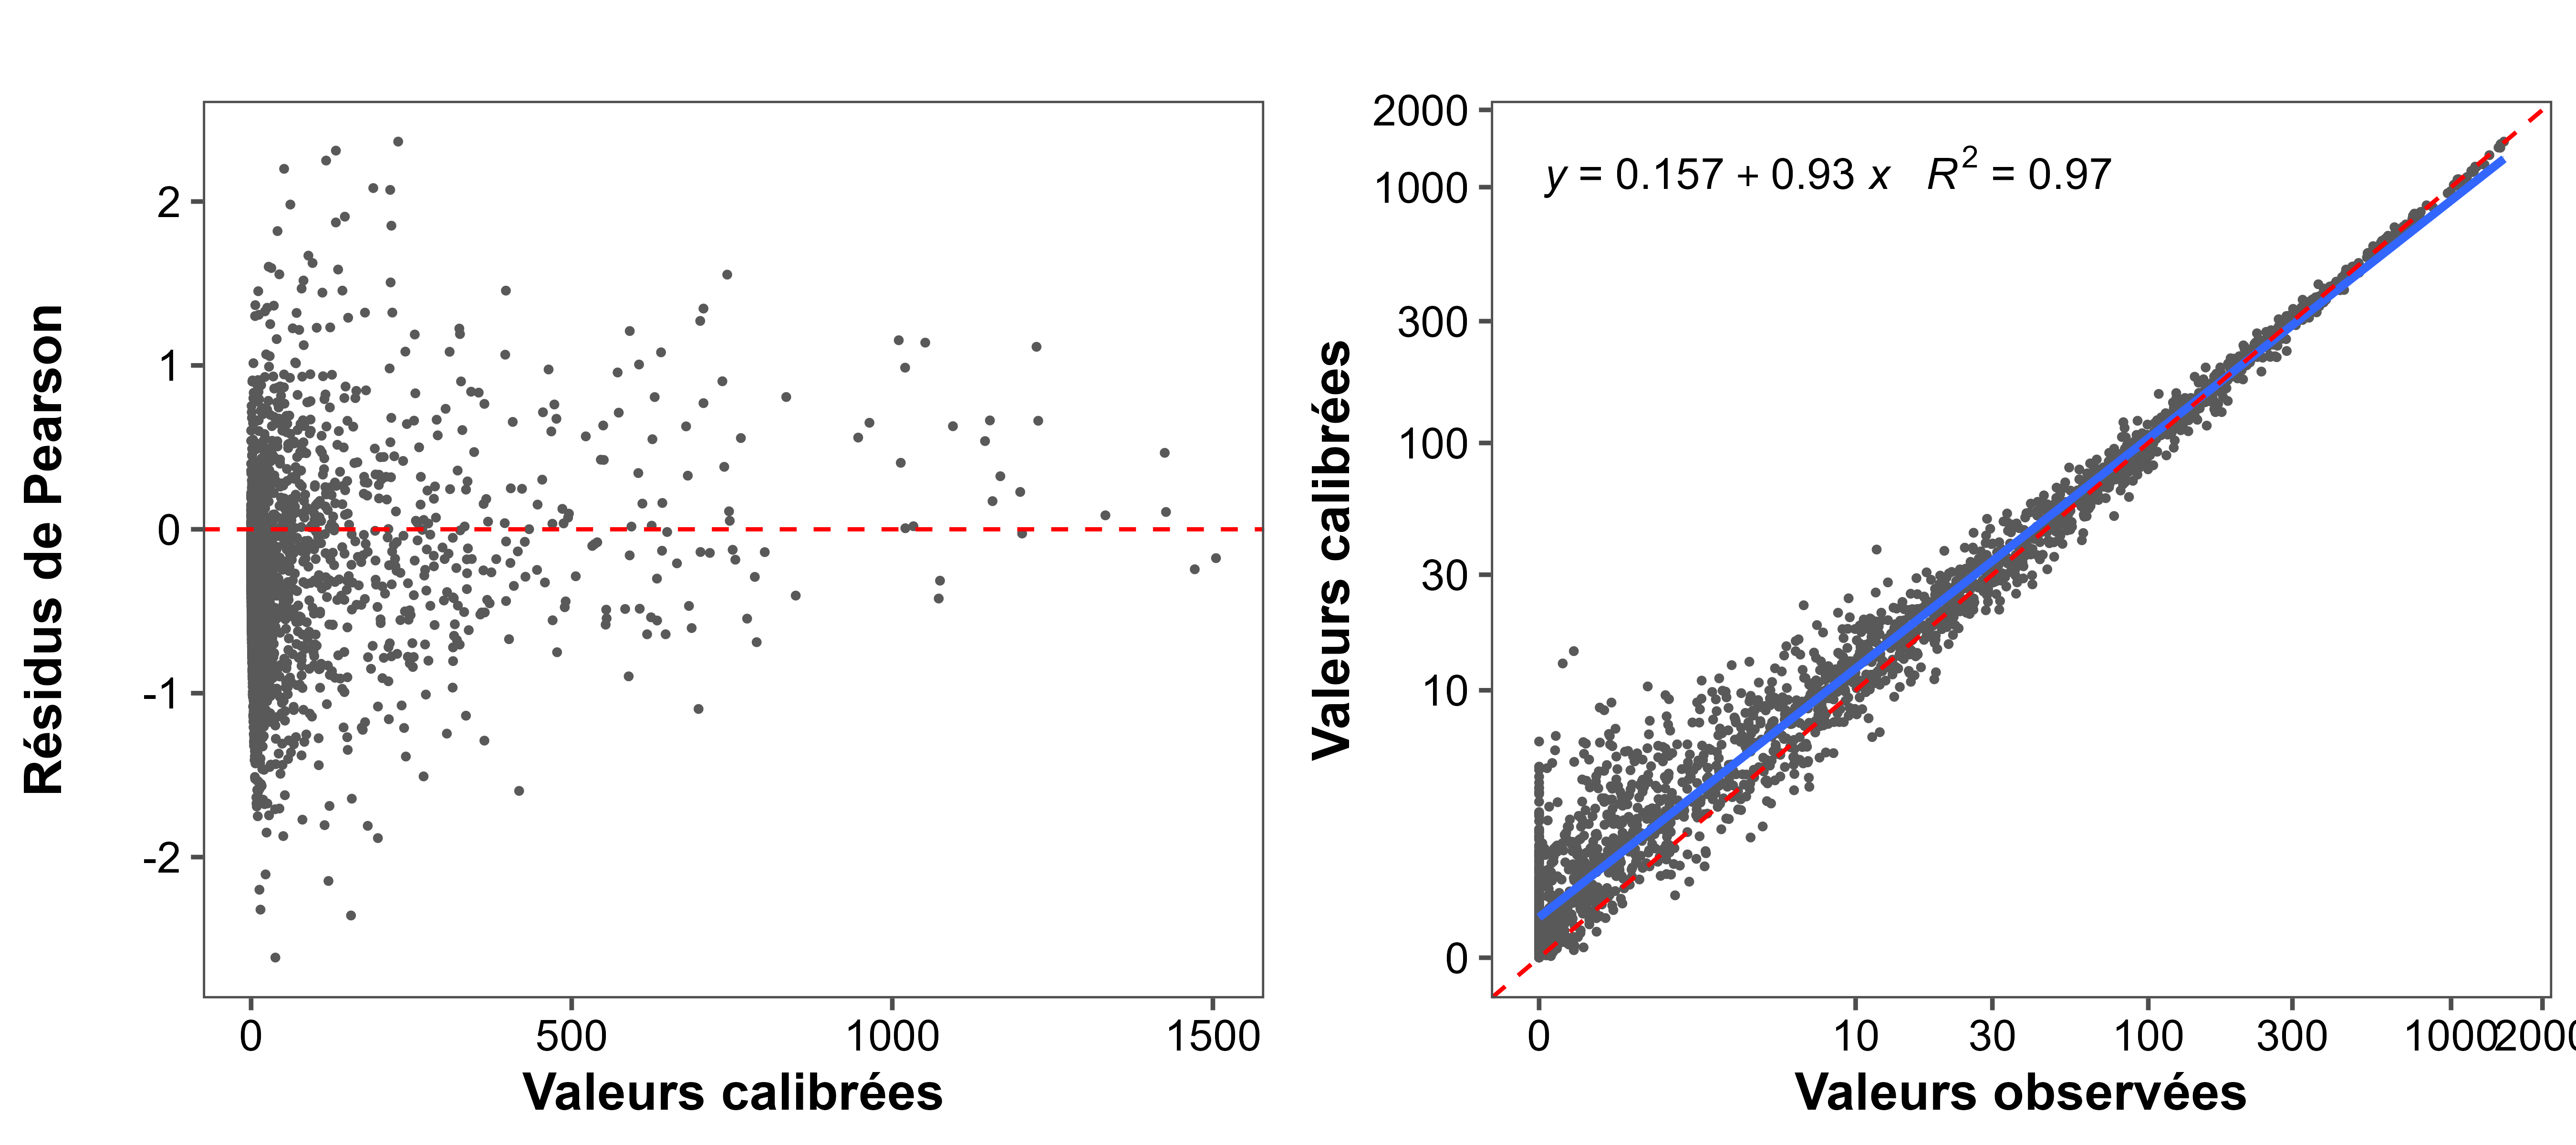 Résidus de Pearson
2
1
0
-1
-2
0 500 1000 1500
Valeurs calibrées
y = 0.157 + 0.93 x R² = 0.97
Valeurs calibrées
2000
1000
300
100
30
10
0
0 10 30 100 300 1000 2000
Valeurs observées